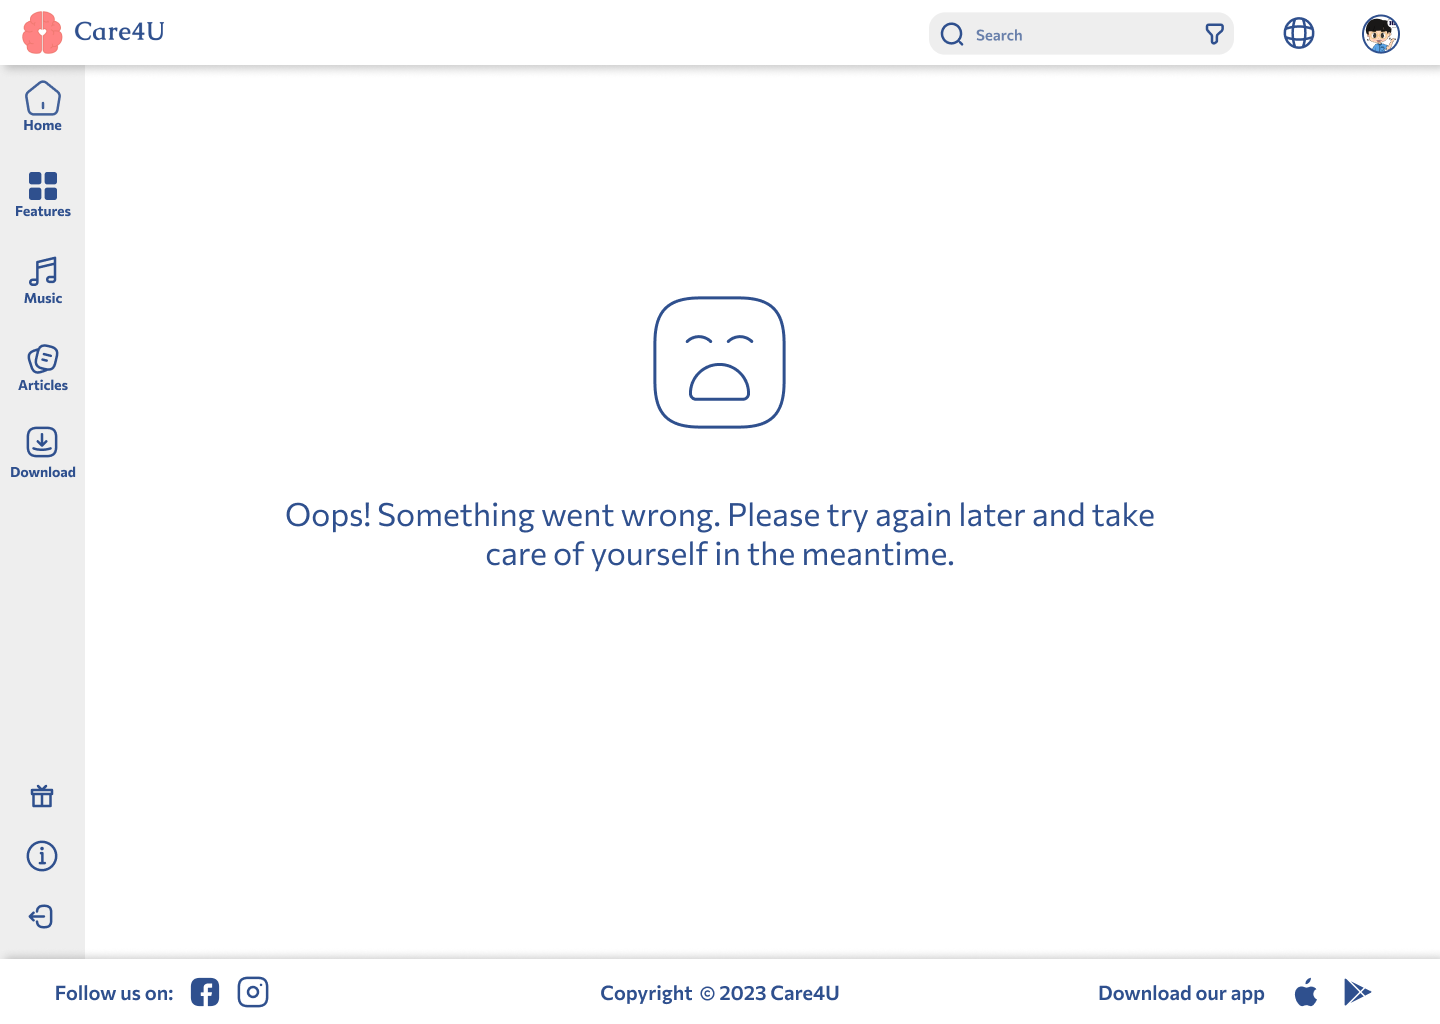 Care4U
Search
Home
Features
Music
Articles
Download
Oops! Something went wrong. Please try again later and take
care of yourself in the meantime.
Follow us on:
Copyright © 2023 Care4U
Download our app